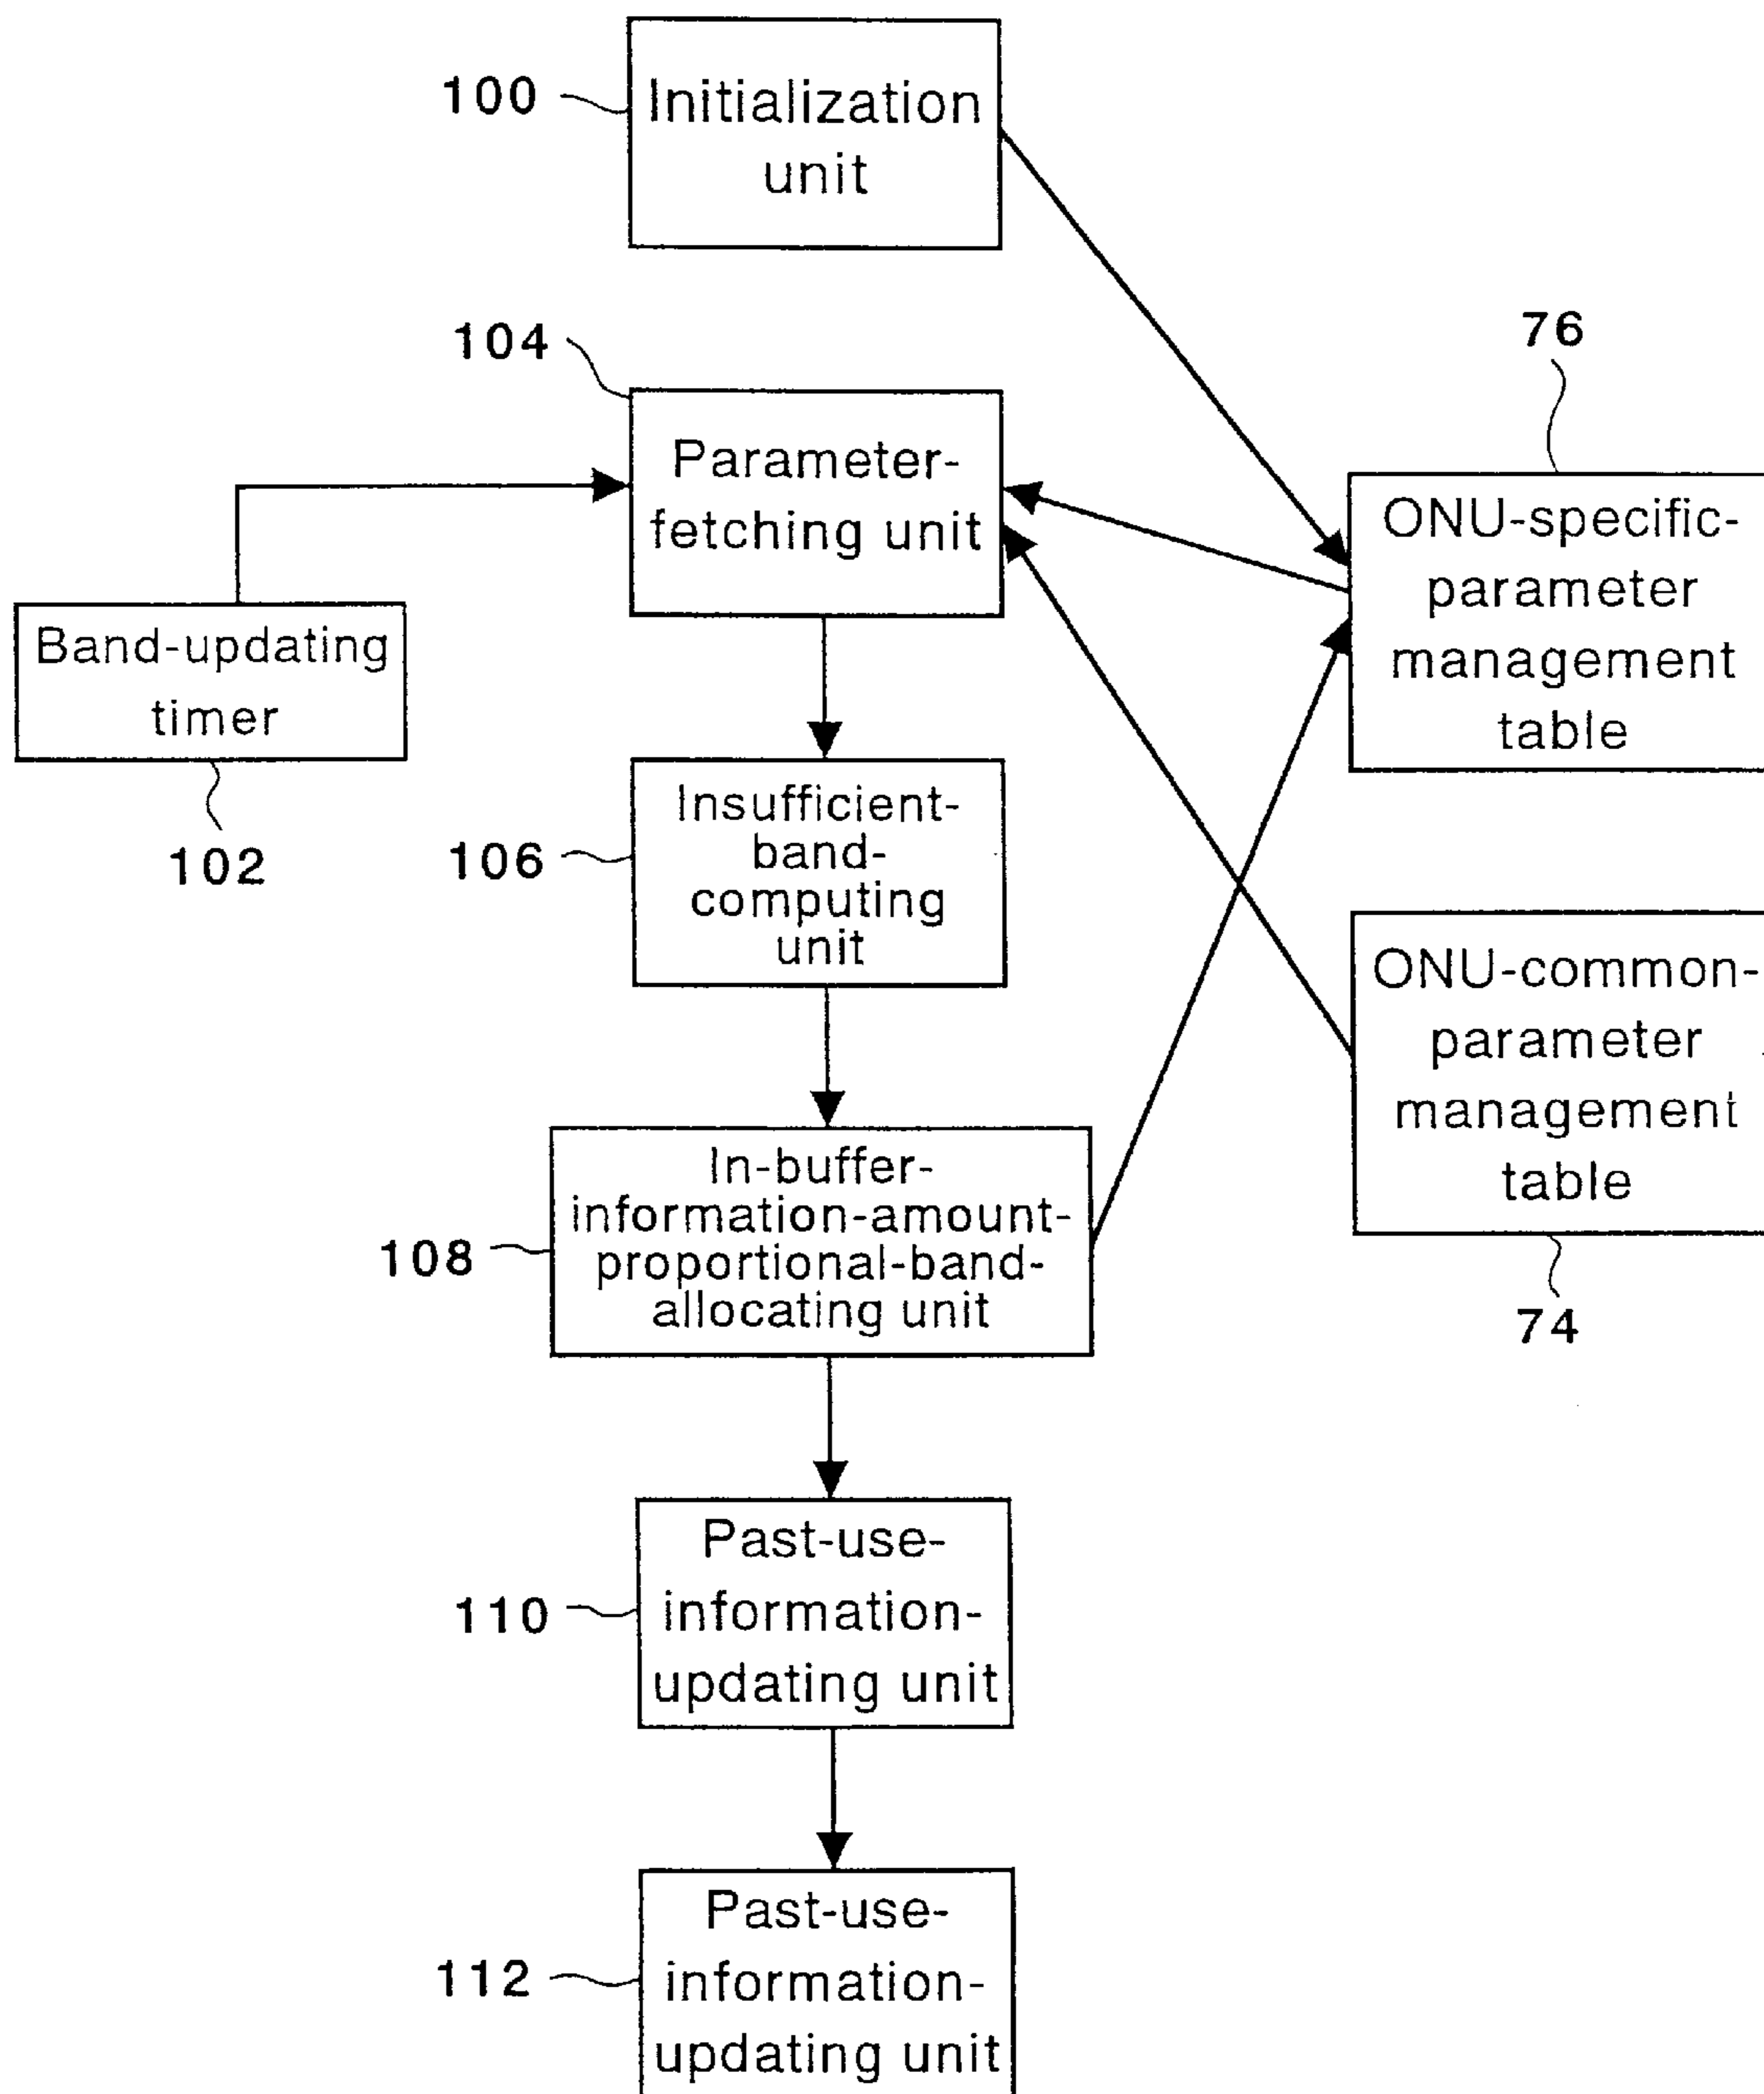 100
Initialization
unit
104
76
Parameter-
fetching unit
ONU-specific-
parameter
management
table
Band-updating
timer
102
106
Insufficient-
band-
computing
unit
ONU-common-
parameter
management
table
74
108
In-buffer-
information-amount-
proportional-band-
allocating unit
110
Past-use-
information-
updating unit
112
Past-use-
information-
updating unit